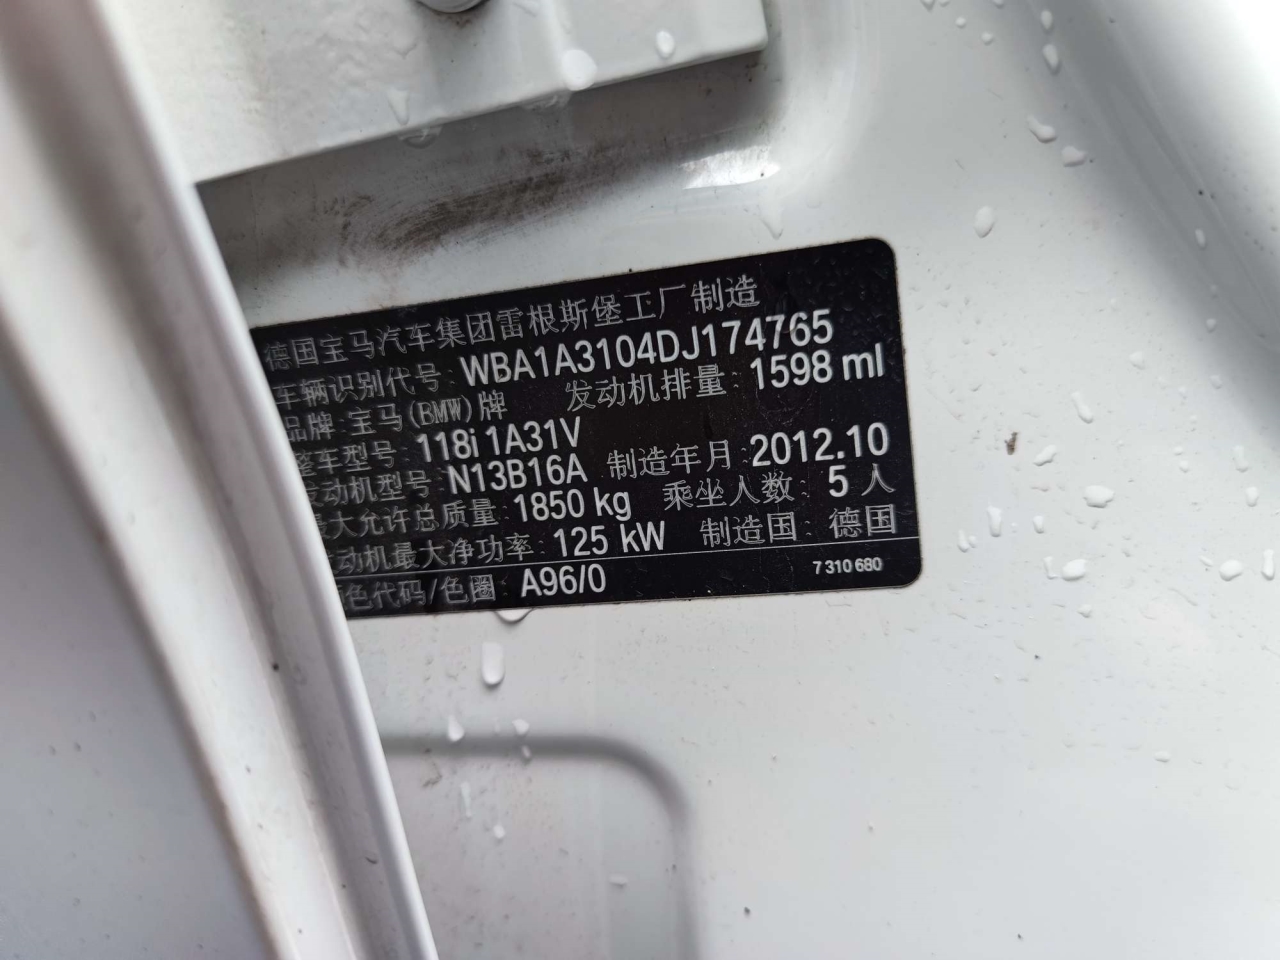 德国宝马汽车集团雷根斯堡工厂制造
车辆识别代号: WBA1A3104DJ174765
品牌: 宝马(BMW)牌 发动机排量: 1598 ml
整车型号: 118i 1A31V
发动机型号: N13B16A 制造年月: 2012.10
最大允许总质量: 1850 kg 乘坐人数: 5 人
发动机最大净功率: 125 kW 制造国: 德国
颜色代码/色圈: A96/0 7 310 680